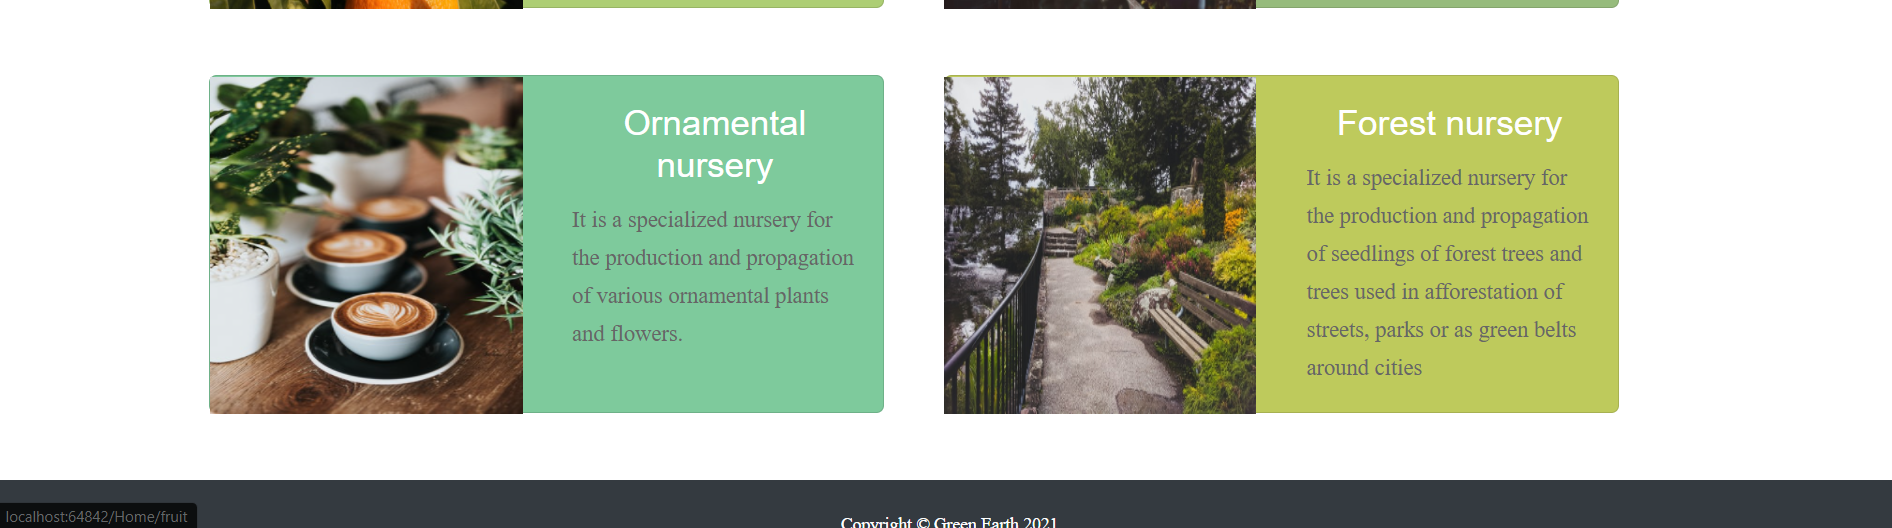 Ornamental
nursery
It is a specialized nursery for
the production and propagation
of various ornamental plants
and flowers.
Forest nursery
It is a specialized nursery for
the production and propagation
of seedlings of forest trees and
trees used in afforestation of
streets, parks or as green belts
around cities
localhost:64842/Home/fruit
Copyright © Green Earth 2021